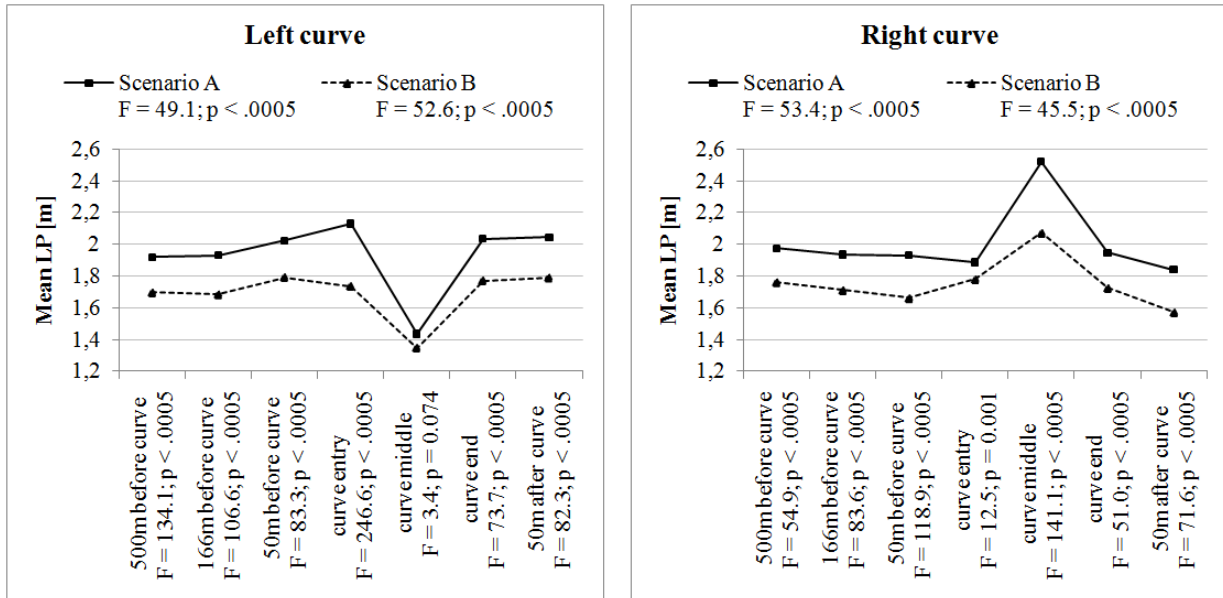 Left curve
Scenario A
F = 49.1; p < .0005
Scenario B
F = 52.6; p < .0005
Mean LP [m]
2,6
2,4
2,2
2
1,8
1,6
1,4
1,2
500m before curve
F = 134.1; p < .0005
166m before curve
F = 106.6; p < .0005
50m before curve
F = 83.3; p < .0005
curve entry
F = 246.6; p < .0005
curve middle
F = 3.4; p = 0.074
curve end
F = 73.7; p < .0005
50m after curve
F = 82.3; p < .0005
Right curve
Scenario A
F = 53.4; p < .0005
Scenario B
F = 45.5; p < .0005
Mean LP [m]
2,6
2,4
2,2
2
1,8
1,6
1,4
1,2
500m before curve
F = 54.9; p < .0005
166m before curve
F = 83.6; p < .0005
50m before curve
F = 118.9; p < .0005
curve entry
F = 12.5; p = 0.001
curve middle
F = 141.1; p < .0005
curve end
F = 51.0; p < .0005
50m after curve
F = 71.6; p < .0005